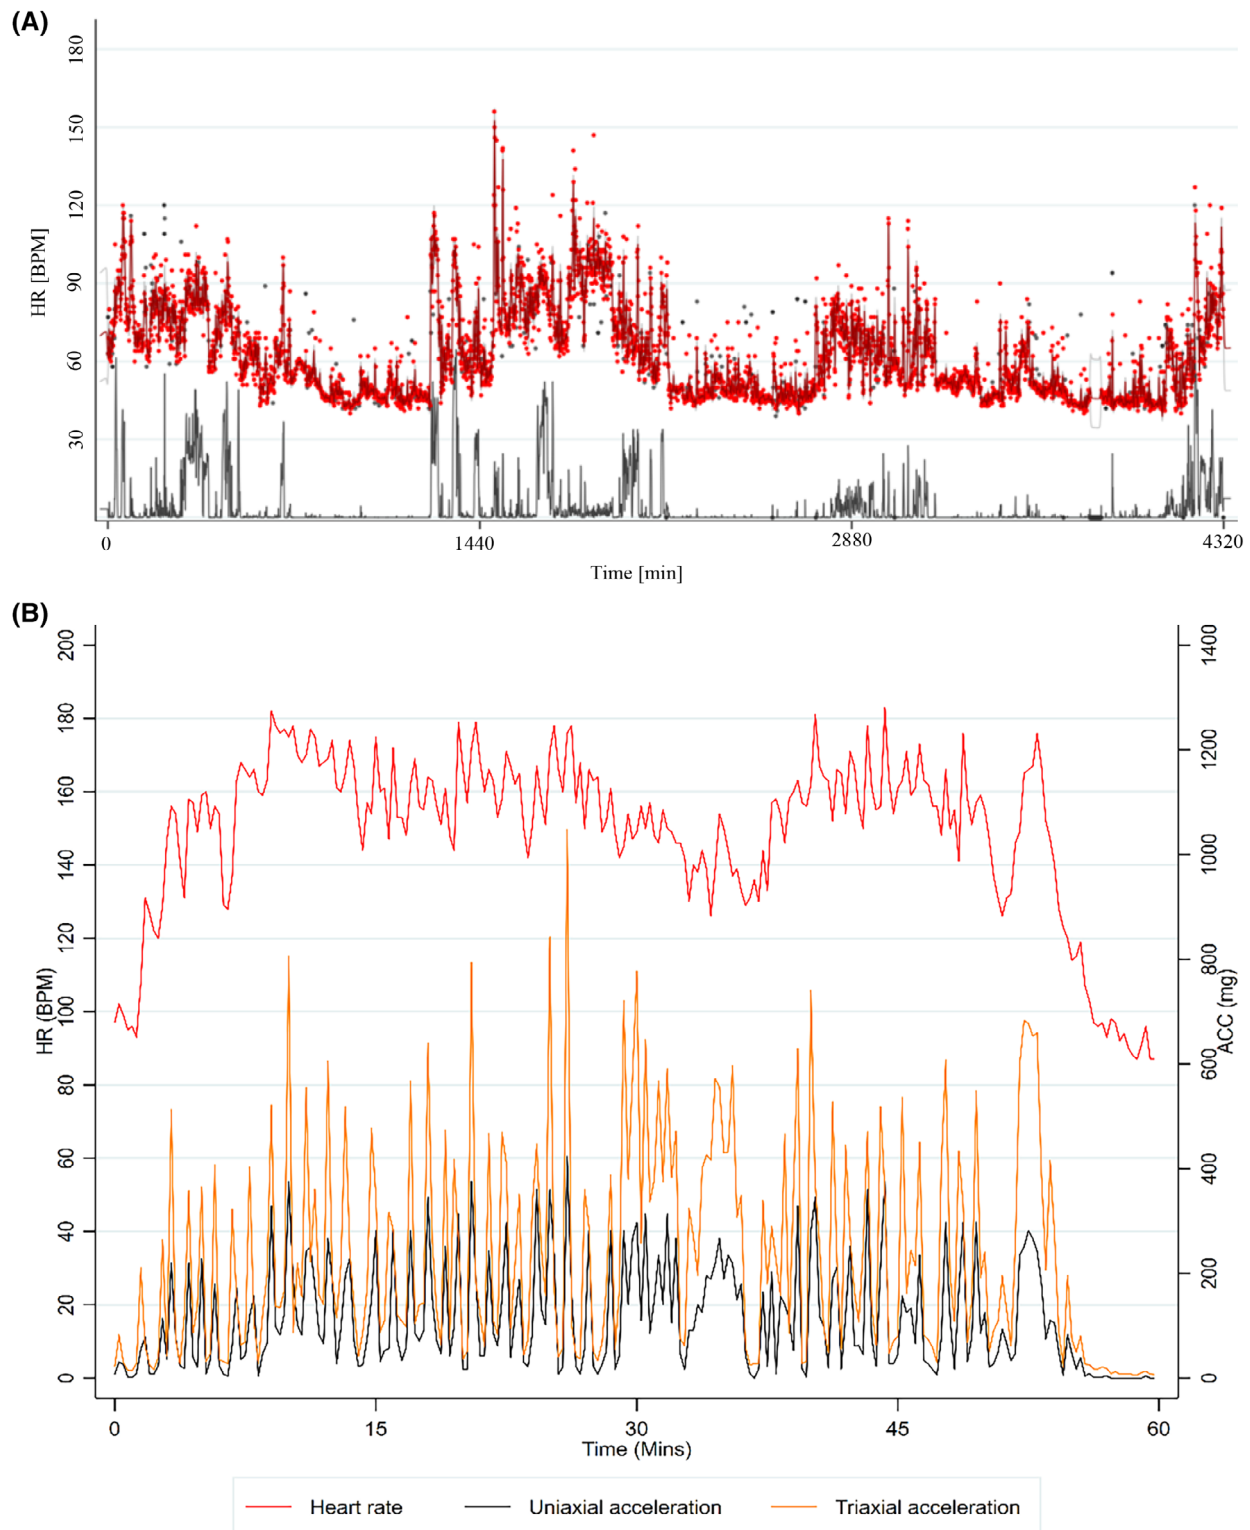 (A)
180
150
120
90
60
30
HR [BPM]
0 1440 2880 4320
Time [min]
(B)
200
180
160
140
120
100
80
60
40
20
0
HR (BPM)
1400
1200
1000
800
600
400
200
0
ACC (mg)
0 15 30 45 60
Time (Mins)
Heart rate Uniaxial acceleration Triaxial acceleration